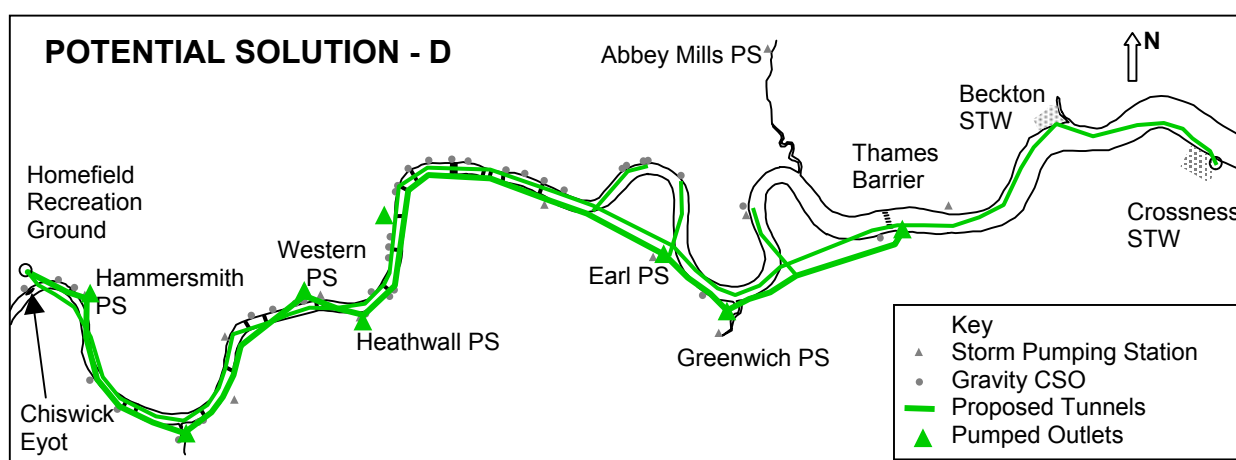 POTENTIAL SOLUTION - D
Abbey Mills PS
N
Beckton
STW
Thames
Barrier
Homefield
Recreation
Ground
Crossness
STW
Western
PS
Hammersmith
PS
Earl PS
Heathwall PS
Greenwich PS
Chiswick
Eyot
Key
Storm Pumping Station
Gravity CSO
Proposed Tunnels
Pumped Outlets